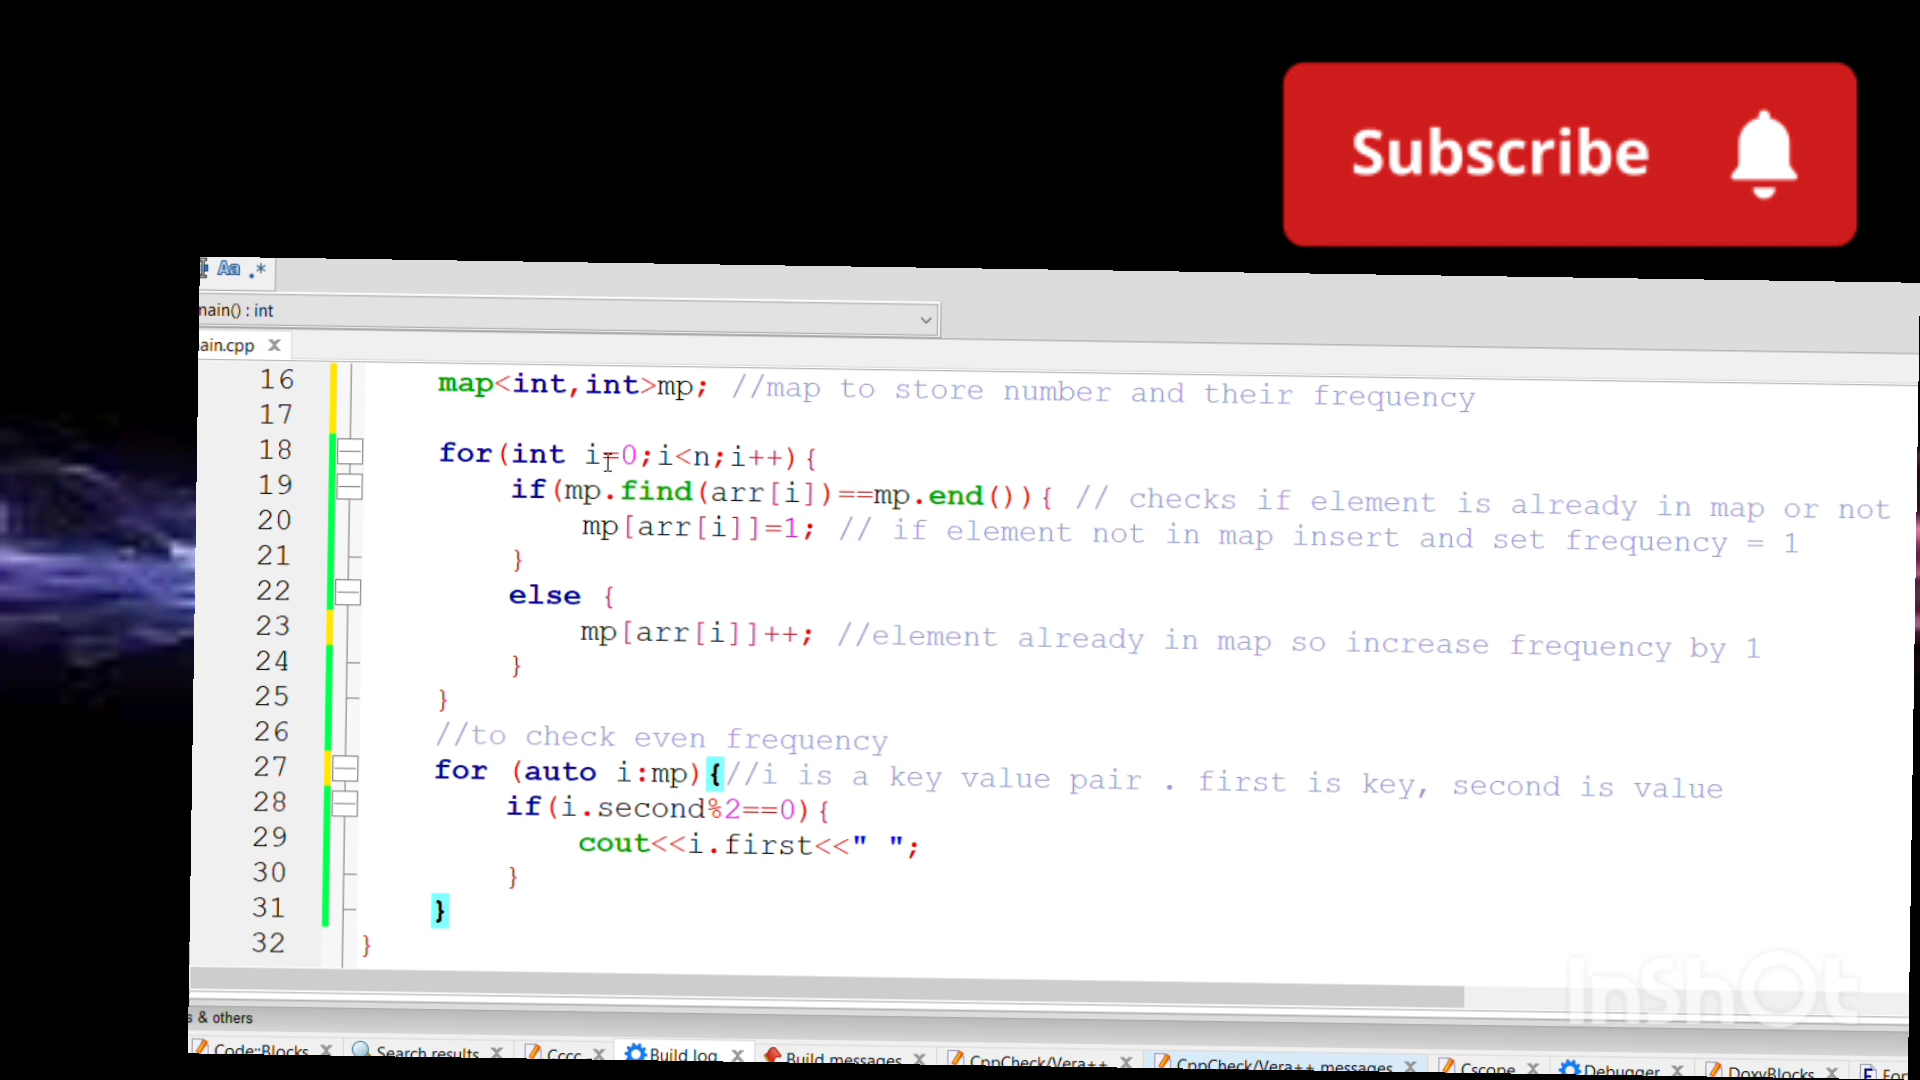 Subscribe
Aa .*
main() : int
ain.cpp
16 map<int,int>mp; //map to store number and their frequency
17
18 for(int i=0;i<n;i++){
19 if(mp.find(arr[i])==mp.end()){ // checks if element is already in map or not
20 mp[arr[i]]=1; // if element not in map insert and set frequency = 1
21 }
22 else {
23 mp[arr[i]]++; //element already in map so increase frequency by 1
24 }
25 }
26 //to check even frequency
27 for (auto i:mp){//i is a key value pair . first is key, second is value
28 if(i.second%2==0){
29 cout<<i.first<<" ";
30 }
31 }
32 }
InShOt
s & others
Code::Blocks Search results Cccc Build log Build messages CppCheck/Vera++ CppCheck/Vera++ messages Cscope Debugger DoxyBlocks